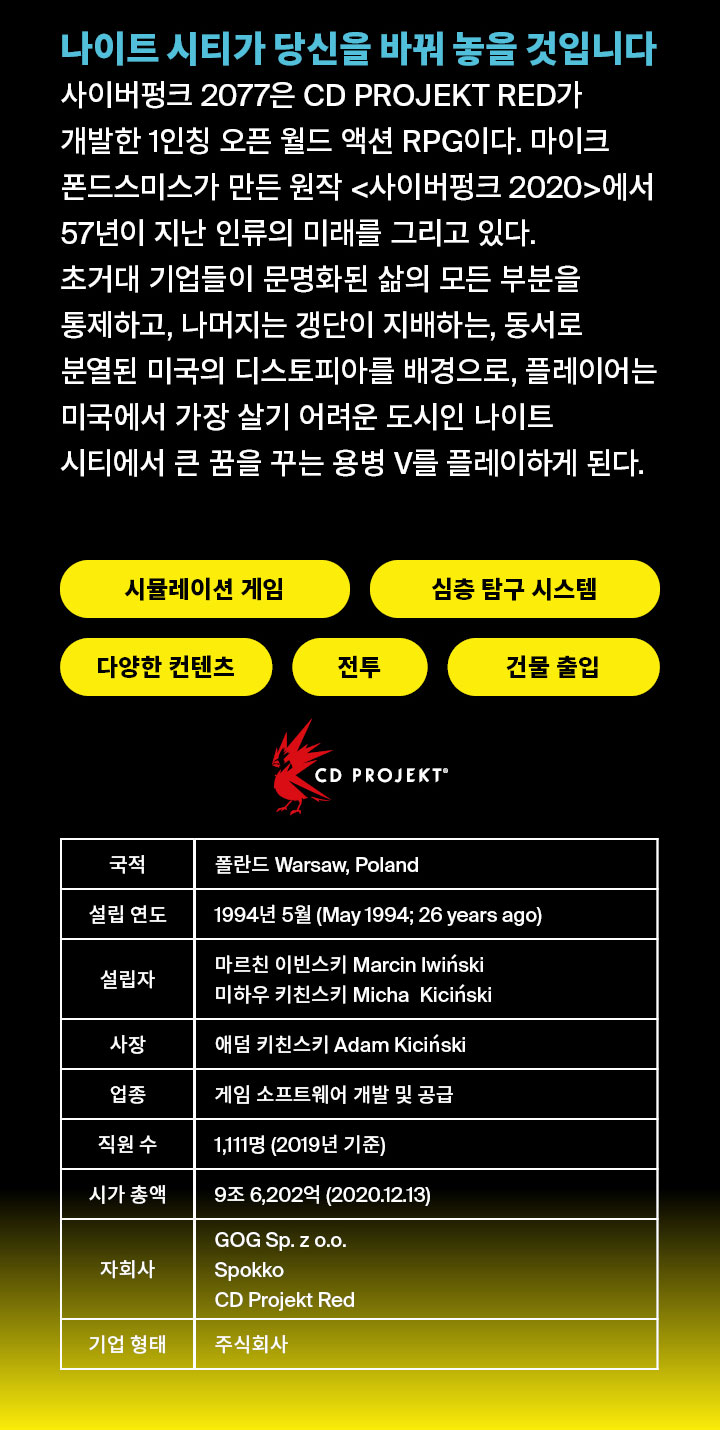 나이트 시티가 당신을 바꿔 놓을 것입니다
사이버펑크 2077은 CD PROJEKT RED가
개발한 1인칭 오픈 월드 액션 RPG이다. 마이크
폰드스미스가 만든 원작 <사이버펑크 2020>에서
57년이 지난 인류의 미래를 그리고 있다.
초거대 기업들이 문명화된 삶의 모든 부분을
통제하고, 나머지는 갱단이 지배하는, 동서로
분열된 미국의 디스토피아를 배경으로, 플레이어는
미국에서 가장 살기 어려운 도시인 나이트
시티에서 큰 꿈을 꾸는 용병 V를 플레이하게 된다.
시뮬레이션 게임
심층 탐구 시스템
다양한 컨텐츠
전투
건물 출입
CD PROJEKT®
국적
폴란드 Warsaw, Poland
설립 연도
1994년 5월 (May 1994; 26 years ago)
설립자
마르친 이빈스키 Marcin Iwiński
미하우 키친스키 Micha  Kiciński
사장
애덤 키친스키 Adam Kiciński
업종
게임 소프트웨어 개발 및 공급
직원 수
1,111명 (2019년 기준)
시가 총액
9조 6,202억 (2020.12.13)
자회사
GOG Sp. z o.o.
Spokko
CD Projekt Red
기업 형태
주식회사